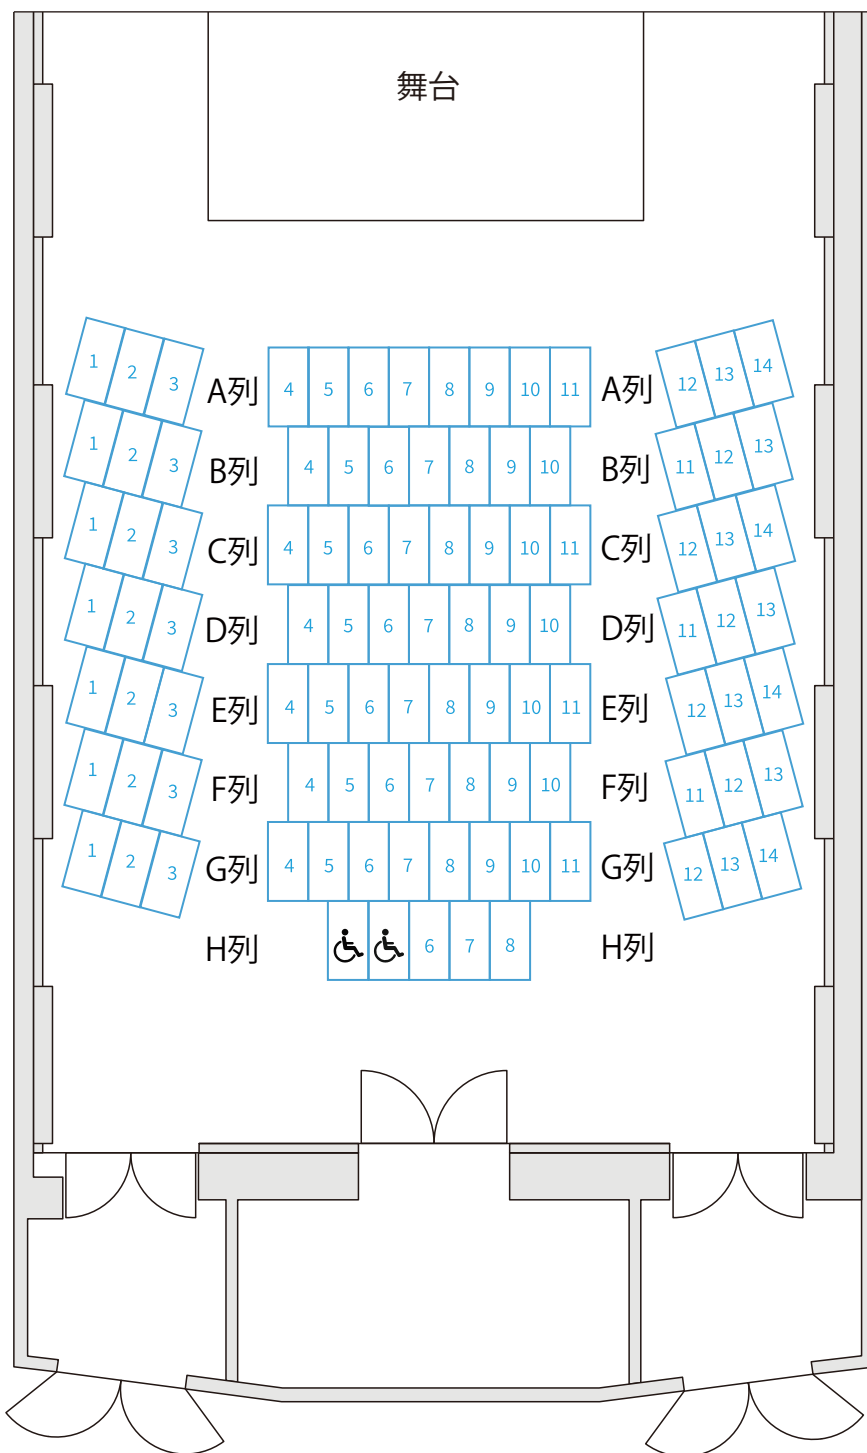 舞台
1 2 3 A列 4 5 6 7 8 9 10 11 A列 12 13 14
1 2 3 B列 4 5 6 7 8 9 10 B列 11 12 13
1 2 3 C列 4 5 6 7 8 9 10 11 C列 12 13 14
1 2 3 D列 4 5 6 7 8 9 10 D列 11 12 13
1 2 3 E列 4 5 6 7 8 9 10 11 E列 12 13 14
1 2 3 F列 4 5 6 7 8 9 10 F列 11 12 13
1 2 3 G列 4 5 6 7 8 9 10 11 G列 12 13 14
H列 6 7 8 H列